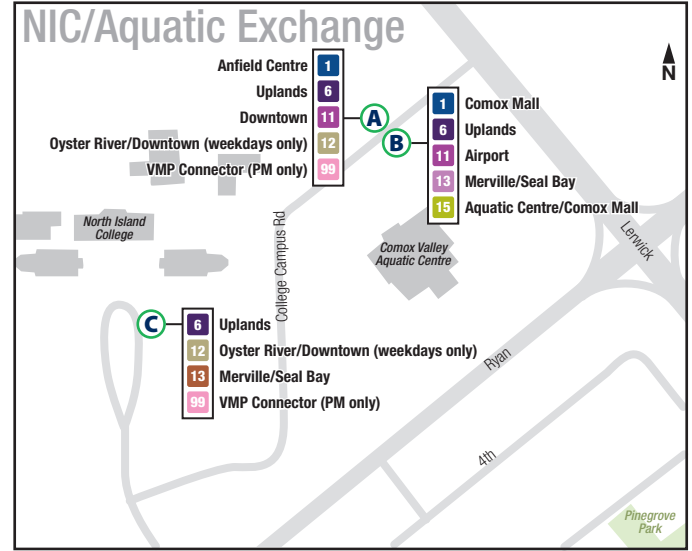 NIC/Aquatic Exchange
N
Anfield Centre 1
Uplands 6
Downtown 11
Oyster River/Downtown (weekdays only) 12
VMP Connector (PM only) 99
A
B
1 Comox Mall
6 Uplands
11 Airport
13 Merville/Seal Bay
15 Aquatic Centre/Comox Mall
North Island
College
College Campus Rd
Comox Valley
Aquatic Centre
Lerwick
C
6 Uplands
12 Oyster River/Downtown (weekdays only)
13 Merville/Seal Bay
99 VMP Connector (PM only)
Ryan
4th
Pinegrove
Park